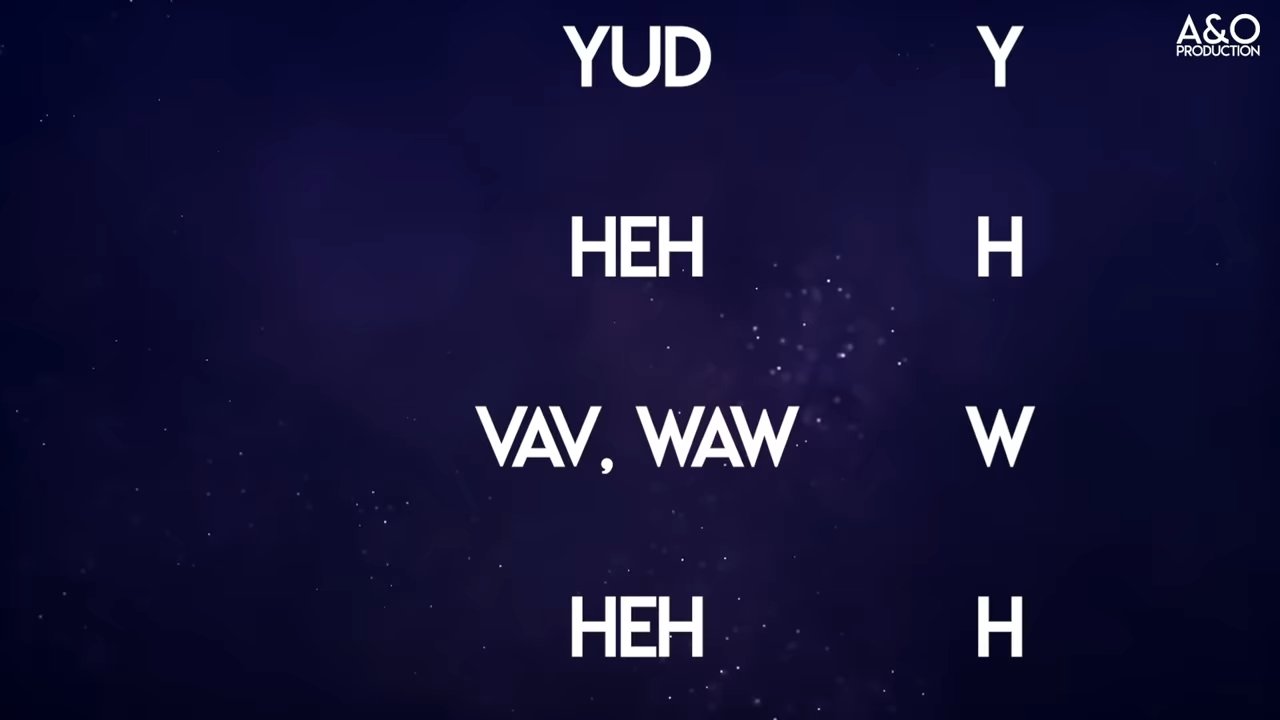 YUD Y
A&O
PRODUCTION
HEH H
VAV, WAW W
HEH H